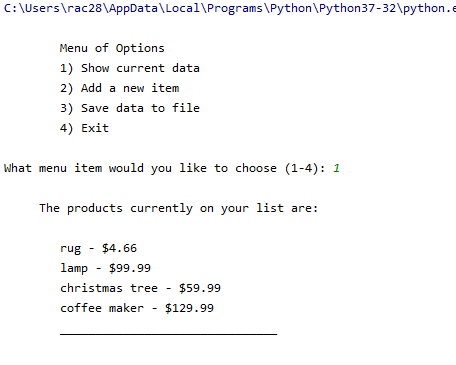 C:\Users\rac28\AppData\Local\Programs\Python\Python37-32\python.e
Menu of Options
1) Show current data
2) Add a new item
3) Save data to file
4) Exit
What menu item would you like to choose (1-4): 1
The products currently on your list are:
rug - $4.66
lamp - $99.99
christmas tree - $59.99
coffee maker - $129.99